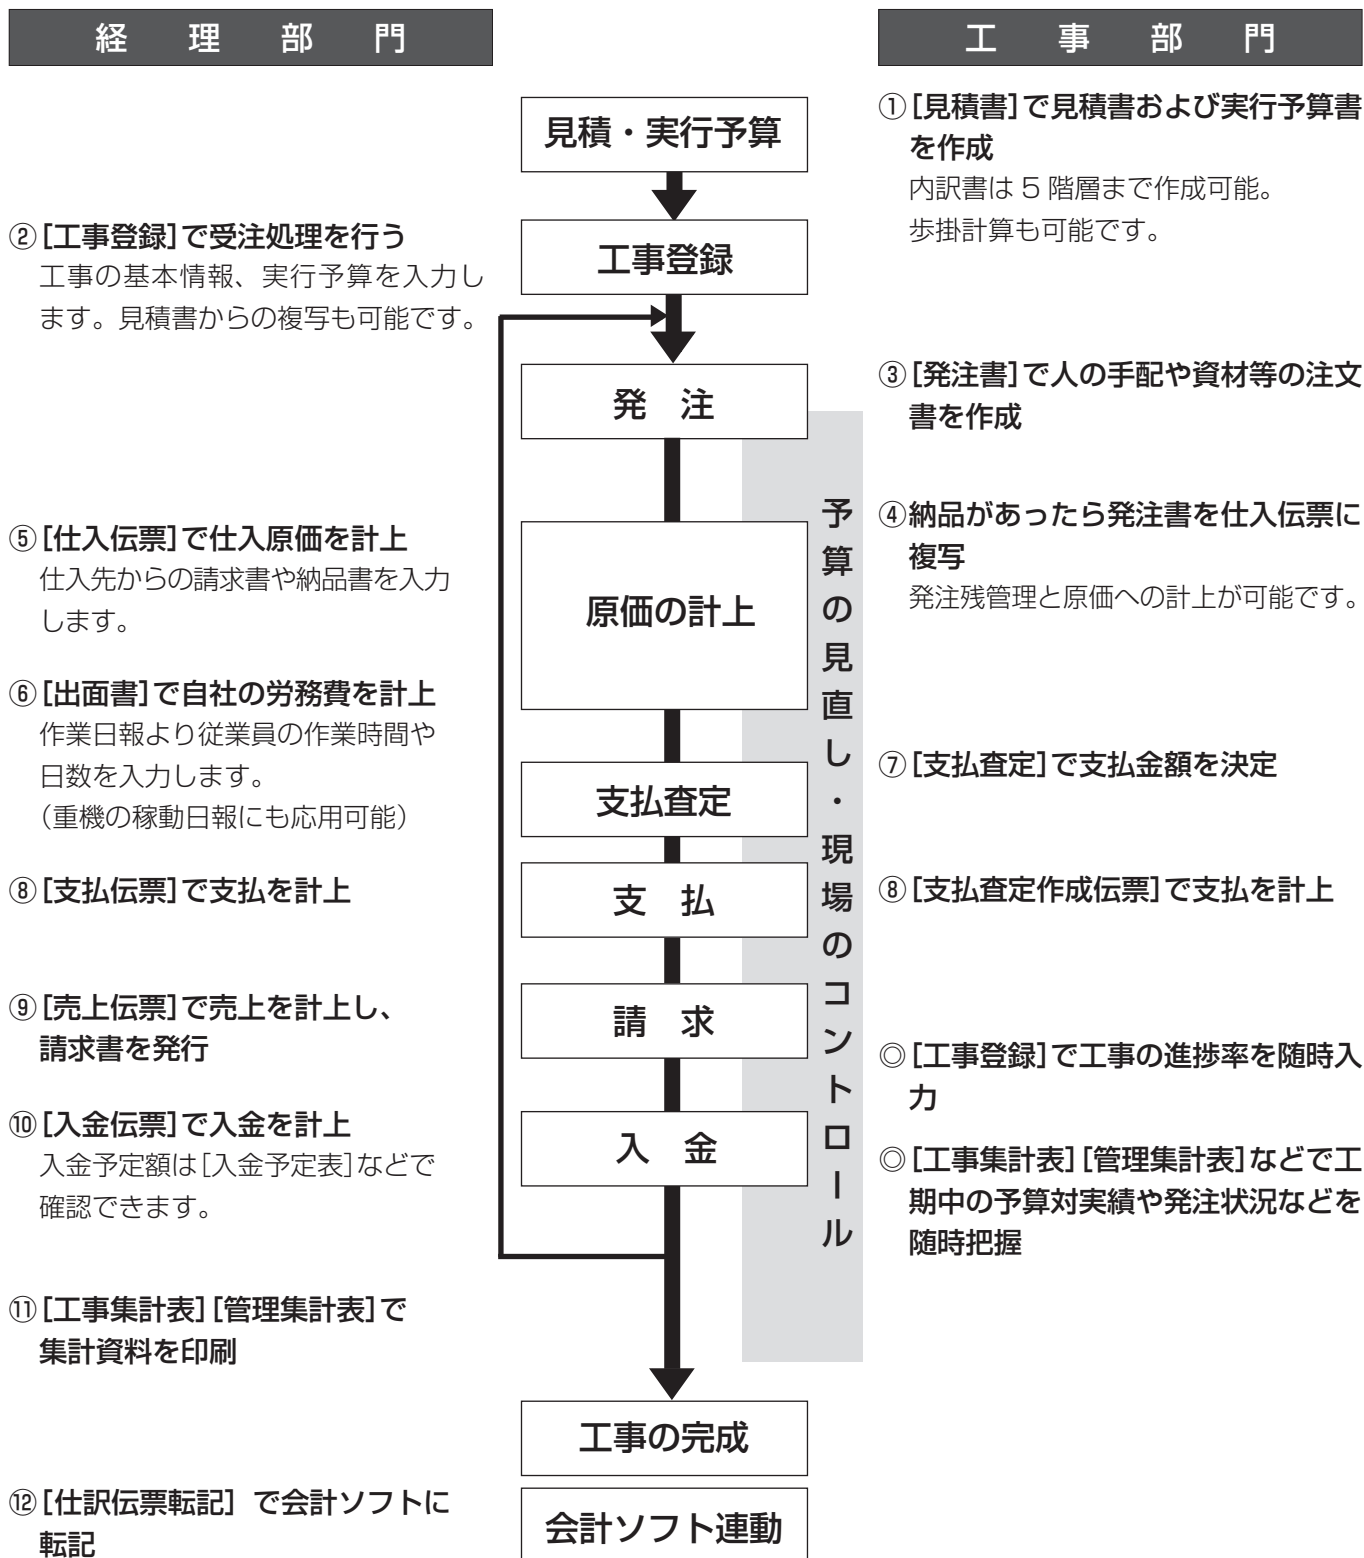 経理部門
②[工事登録]で受注処理を行う
工事の基本情報、実行予算を入力し
ます。見積書からの複写も可能です。
⑤[仕入伝票]で仕入原価を計上
仕入先からの請求書や納品書を入力
します。
⑥[出面書]で自社の労務費を計上
作業日報より従業員の作業時間や
日数を入力します。
(重機の稼動日報にも応用可能)
⑧[支払伝票]で支払を計上
⑨[売上伝票]で売上を計上し、
請求書を発行
⑩[入金伝票]で入金を計上
入金予定額は[入金予定表]などで
確認できます。
⑪[工事集計表][管理集計表]で
集計資料を印刷
⑫[仕訳伝票転記]で会計ソフトに
転記
見積・実行予算
工事登録
発 注
原価の計上
支払査定
支 払
請 求
入 金
工事の完成
会計ソフト連動
予算の見直し・現場のコントロール
工事部門
①[見積書]で見積書および実行予算書
を作成
内訳書は5階層まで作成可能。
歩掛計算も可能です。
③[発注書]で人の手配や資材等の注文
書を作成
④納品があったら発注書を仕入伝票に
複写
発注残管理と原価への計上が可能です。
⑦[支払査定]で支払金額を決定
⑧[支払査定作成伝票]で支払を計上
◎[工事登録]で工事の進捗率を随時入
力
◎[工事集計表][管理集計表]などで工
期中の予算対実績や発注状況などを
随時把握